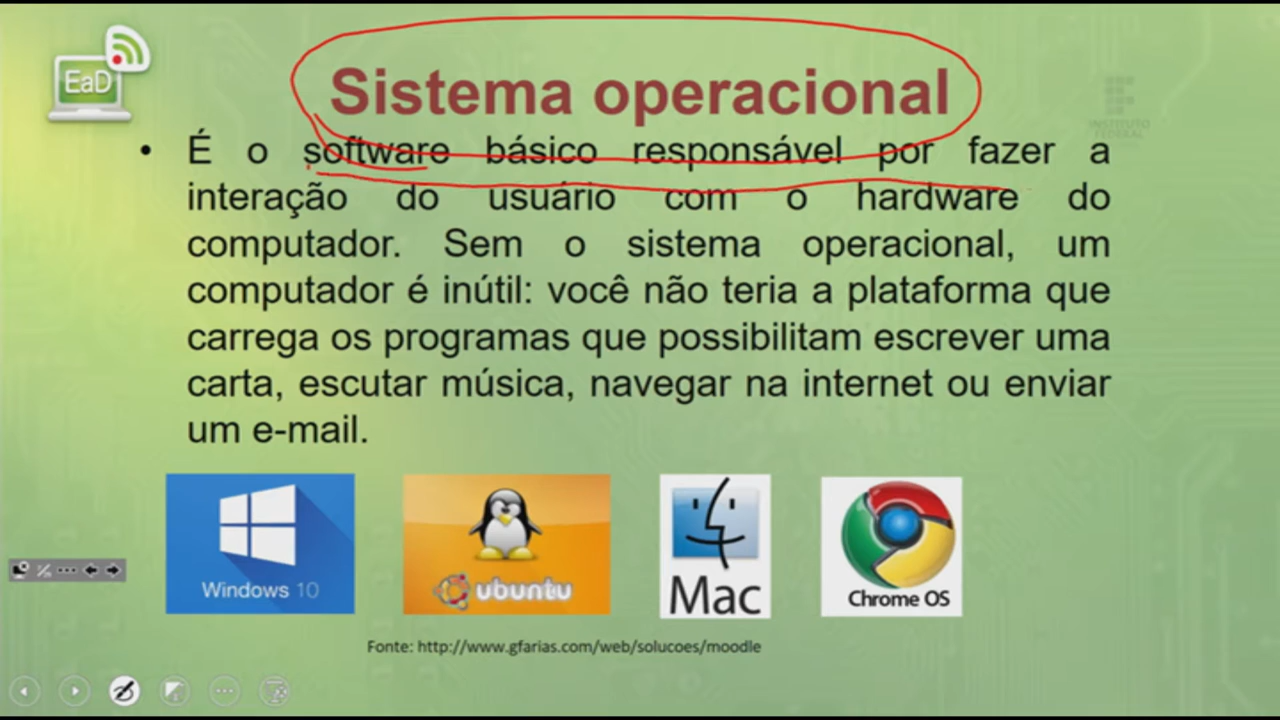 EaD
Sistema operacional
INSTITUTO
FEDERAL
• É o software básico responsável por fazer a
interação do usuário com o hardware do
computador. Sem o sistema operacional, um
computador é inútil: você não teria a plataforma que
carrega os programas que possibilitam escrever uma
carta, escutar música, navegar na internet ou enviar
um e-mail.
Windows 10
ubuntu
Mac
Chrome OS
Fonte: http://www.gfarias.com/web/solucoes/moodle